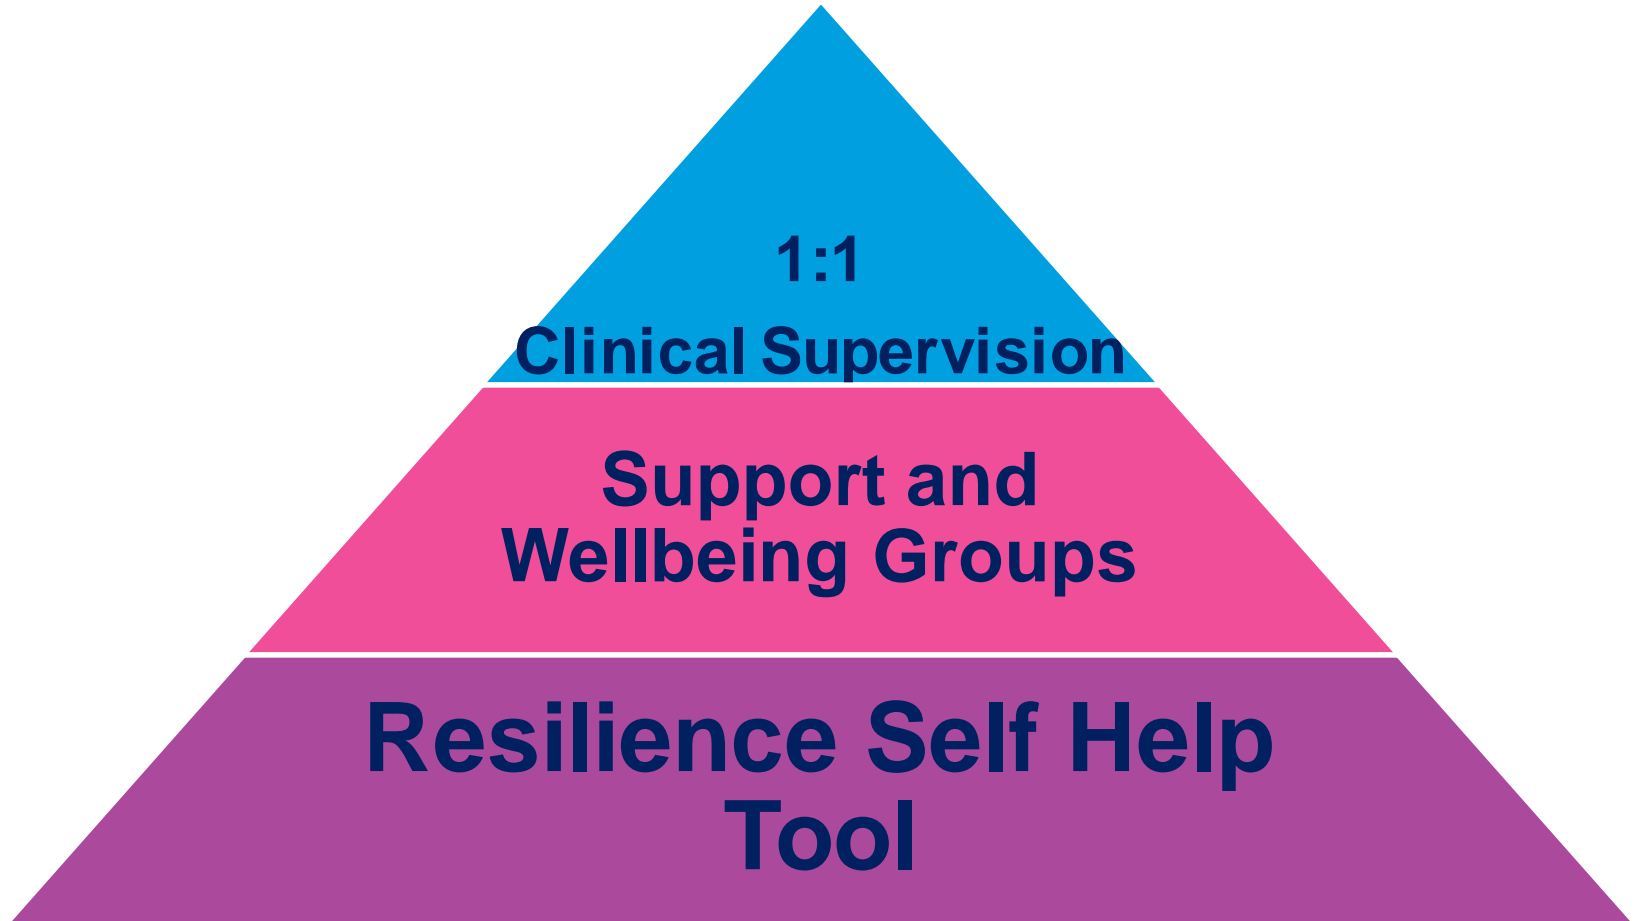 1:1
Clinical Supervision
Support and
Wellbeing Groups
Resilience Self Help
Tool